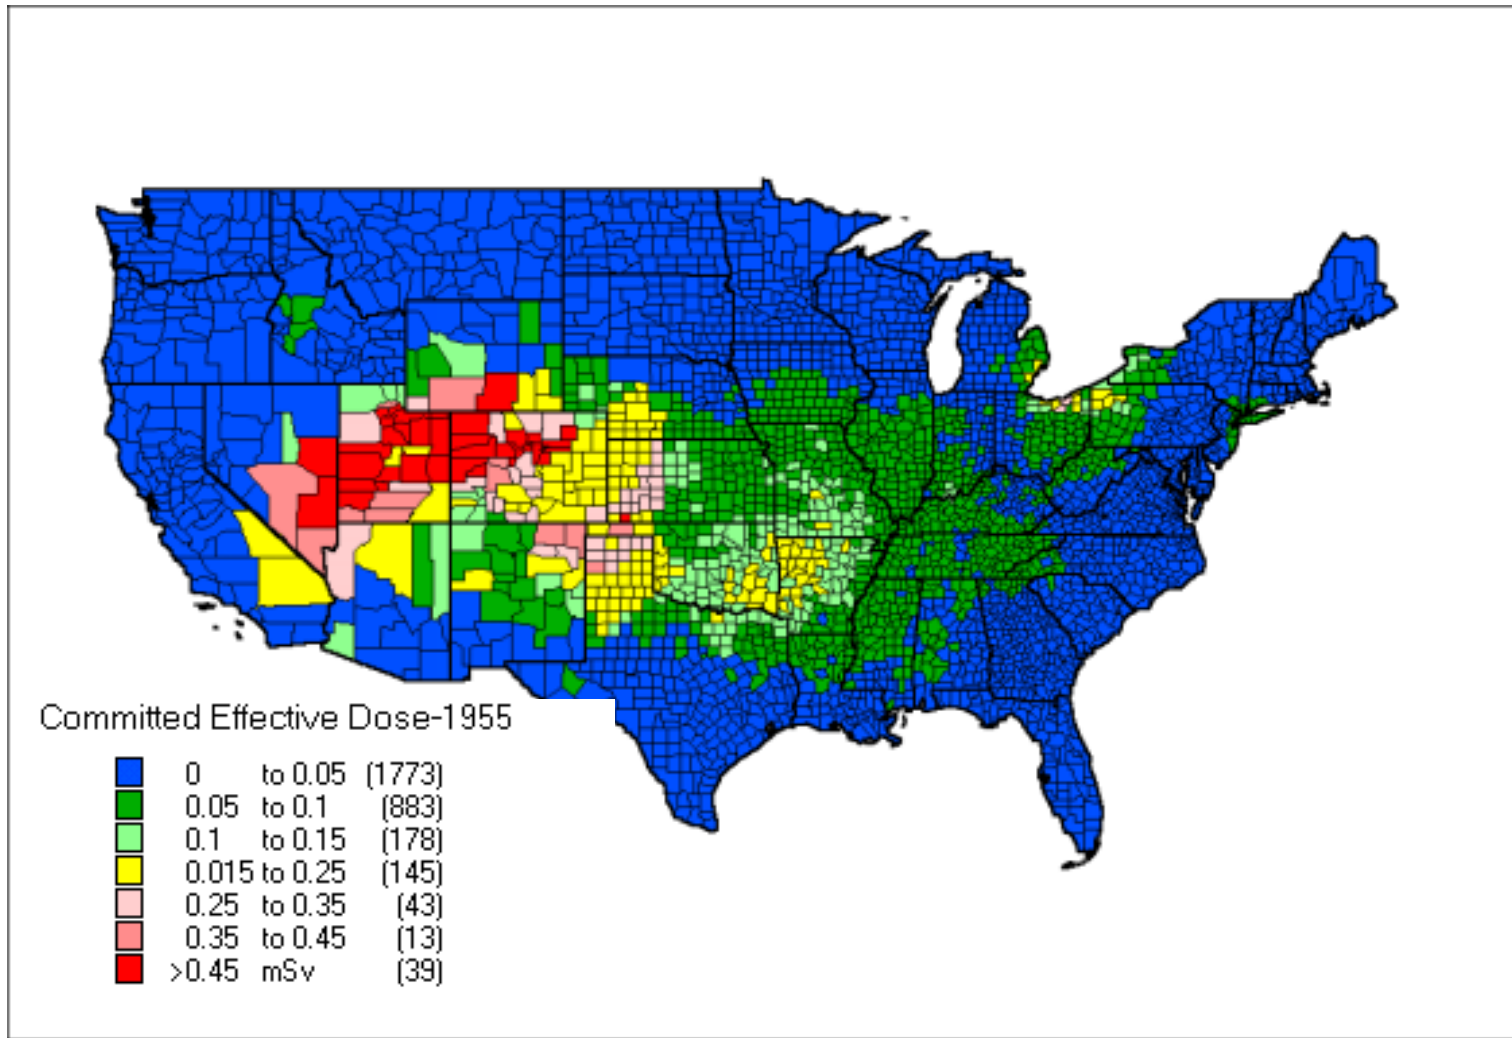 Committed Effective Dose-1955
0 to 0.05 (1773)
0.05 to 0.1 (883)
0.1 to 0.15 (178)
0.015 to 0.25 (145)
0.25 to 0.35 (43)
0.35 to 0.45 (13)
>0.45 mSv (39)